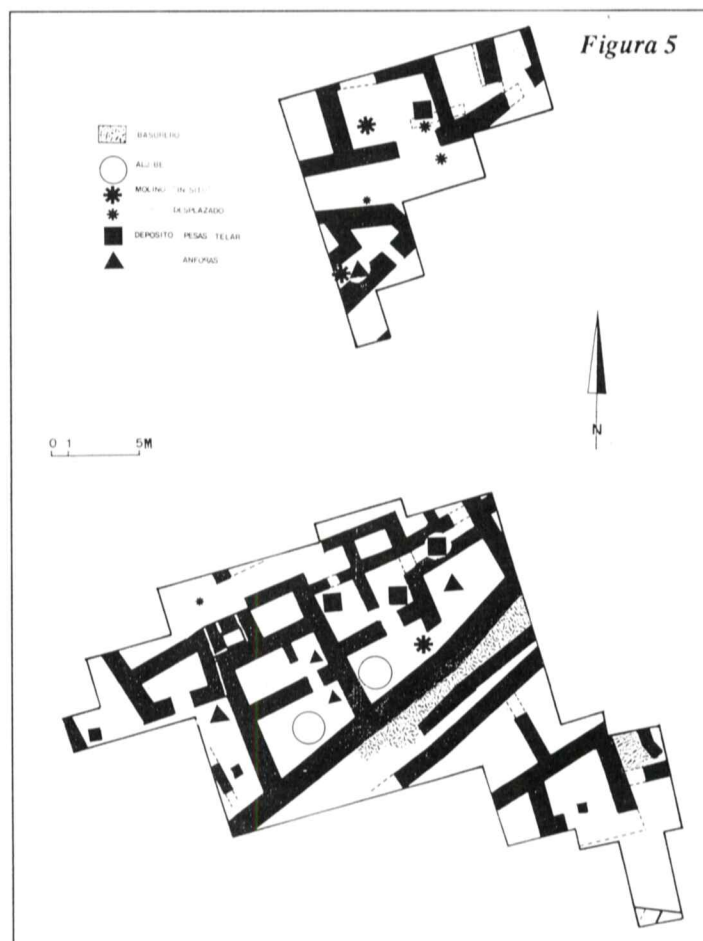 Figura 5
BASURERO
ALJIBE
MOLINO "IN SITU"
DESPLAZADO
DEPOSITO PESAS TELAR
ANFORAS
0 1 5M
N